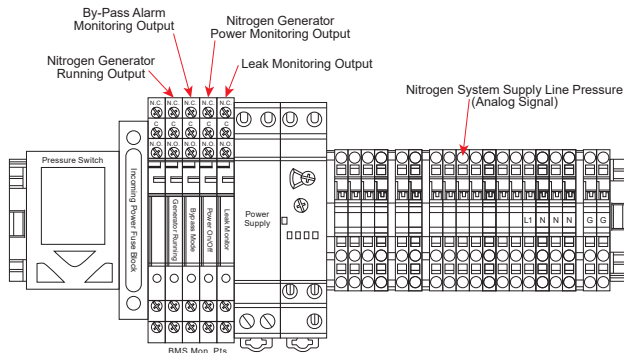 By-Pass Alarm
Monitoring Output
Nitrogen Generator
Power Monitoring Output
Nitrogen Generator
Running Output
Leak Monitoring Output
Nitrogen System Supply Line Pressure
(Analog Signal)
N.C. N.C. N.C. N.C. N.C.
C C C C C
N.O. N.O. N.O. N.O. N.O.
Pressure Switch
Incoming Power Fuse Block
Generator Running
Bypass Mode
Power On/Off
Leak Monitor
Power
Supply
L1 N N N G G
BMS Mon. Pts.